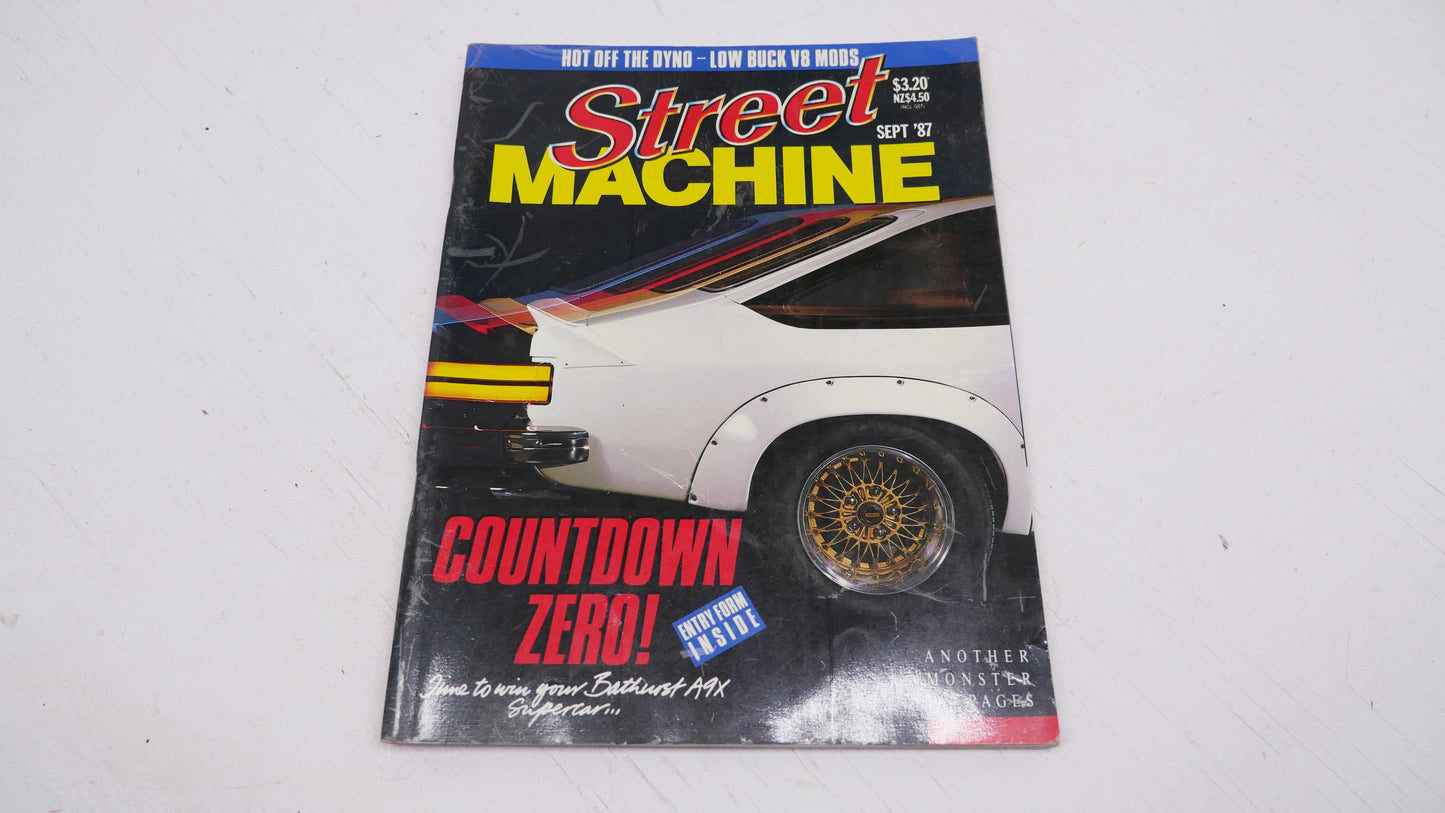 HOT OFF THE DYNO – LOW BUCK V8 MODS
Street
MACHINE
$3.20*
NZ$4.50
(INCL. GST)
SEPT '87
COUNTDOWN
ZERO!
ENTRY FORM
INSIDE
to win your Bathurst A9X
Supercar...
ANOTHER
MONSTER
PAGES